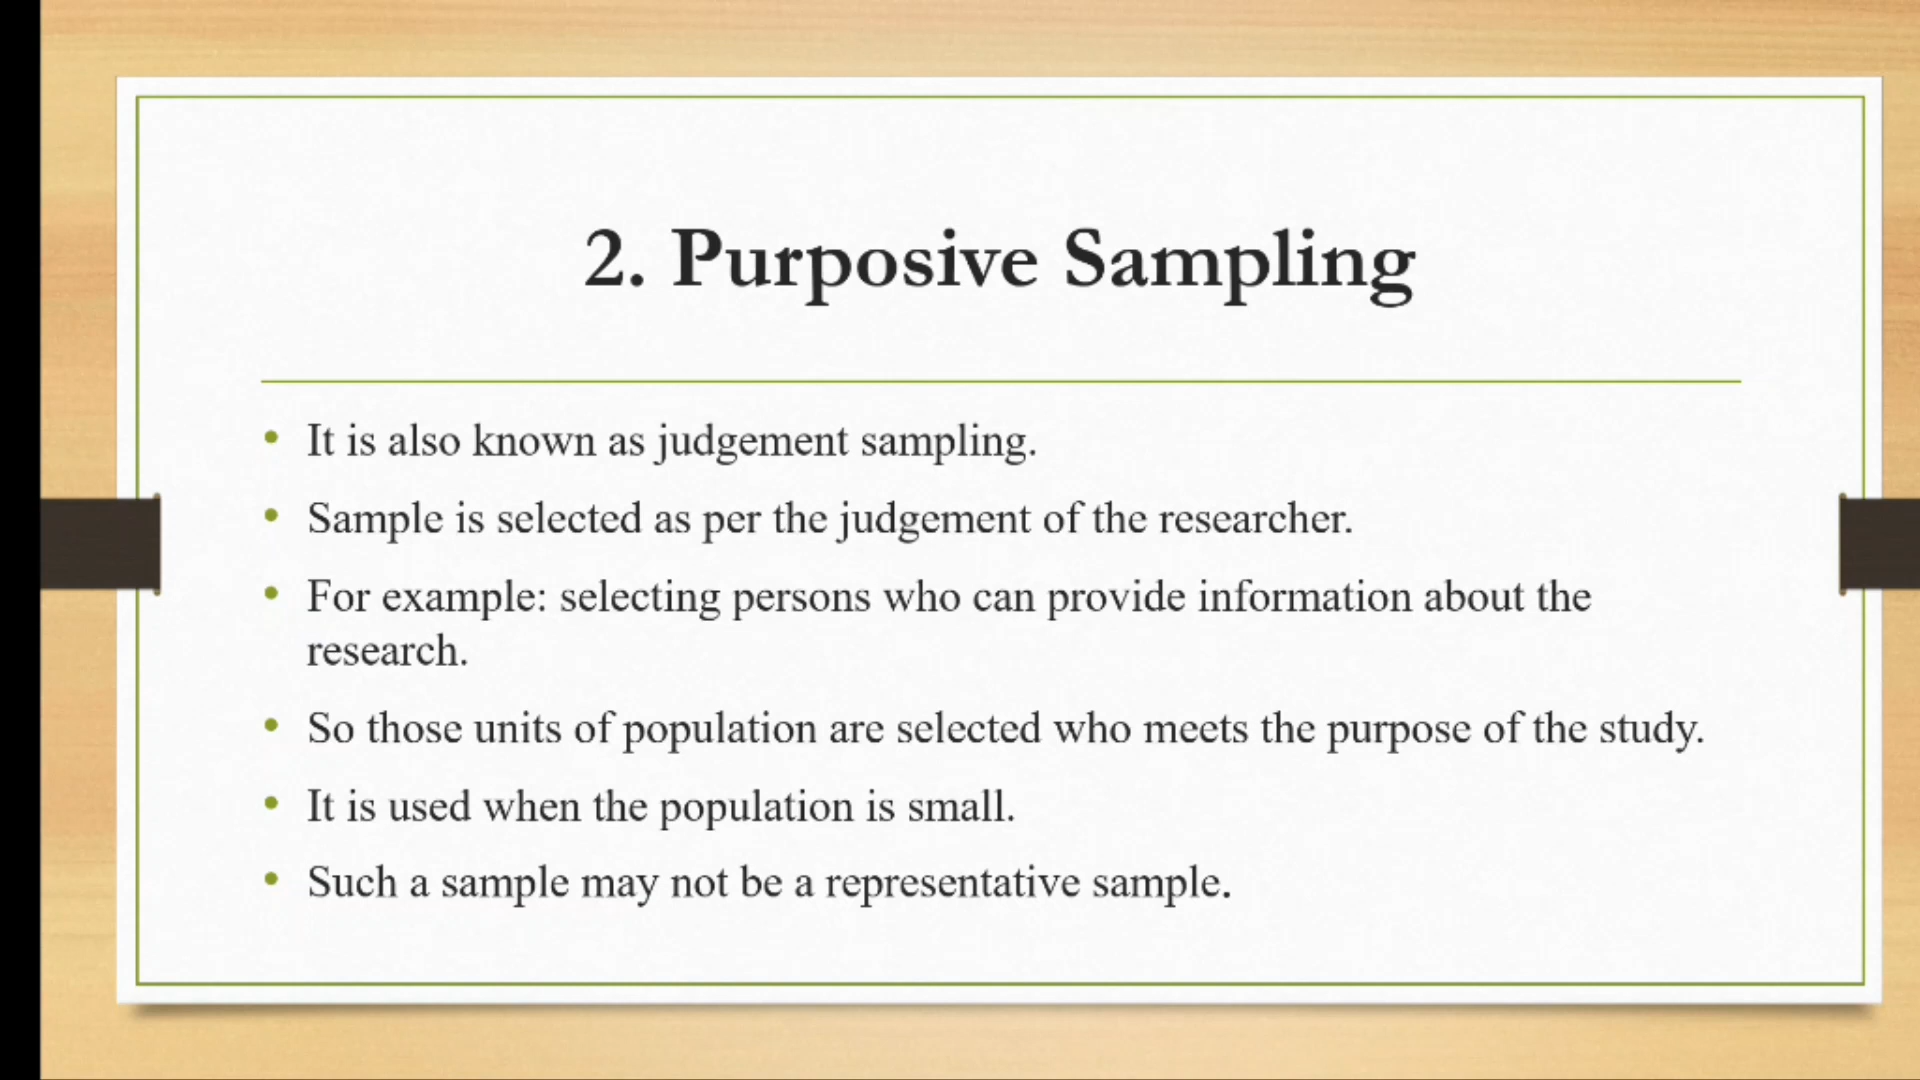 2. Purposive Sampling
• It is also known as judgement sampling.
• Sample is selected as per the judgement of the researcher.
• For example: selecting persons who can provide information about the
research.
• So those units of population are selected who meets the purpose of the study.
• It is used when the population is small.
• Such a sample may not be a representative sample.